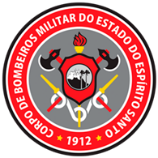 CORPO DE BOMBEIROS MILITAR DO ESTADO DO ESPÍRITO SANTO
1912